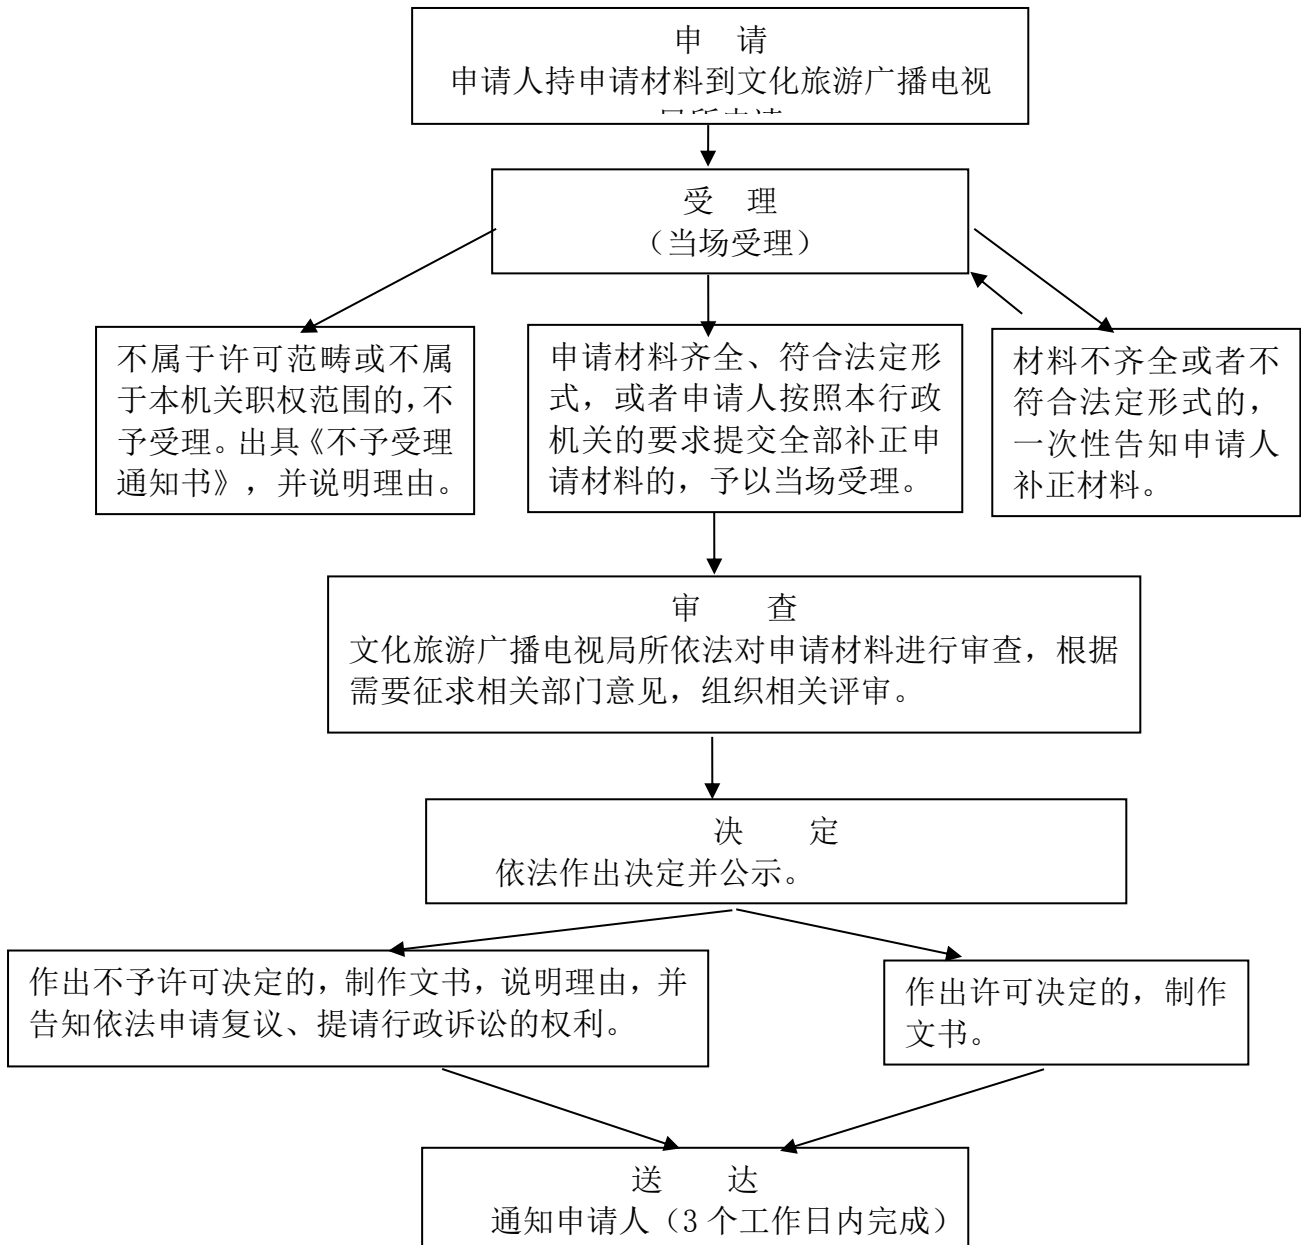 申 请
申请人持申请材料到文化旅游广播电视
受 理
（当场受理）
不属于许可范畴或不属
于本机关职权范围的，不
予受理。出具《不予受理
通知书》，并说明理由。
申请材料齐全、符合法定形
式，或者申请人按照本行政
机关的要求提交全部补正申
请材料的，予以当场受理。
材料不齐全或者不
符合法定形式的，
一次性告知申请人
补正材料。
审 查
文化旅游广播电视局所依法对申请材料进行审查，根据
需要征求相关部门意见，组织相关评审。
决 定
依法作出决定并公示。
作出不予许可决定的，制作文书，说明理由，并
告知依法申请复议、提请行政诉讼的权利。
作出许可决定的，制作
文书。
送 达
通知申请人（3 个工作日内完成）